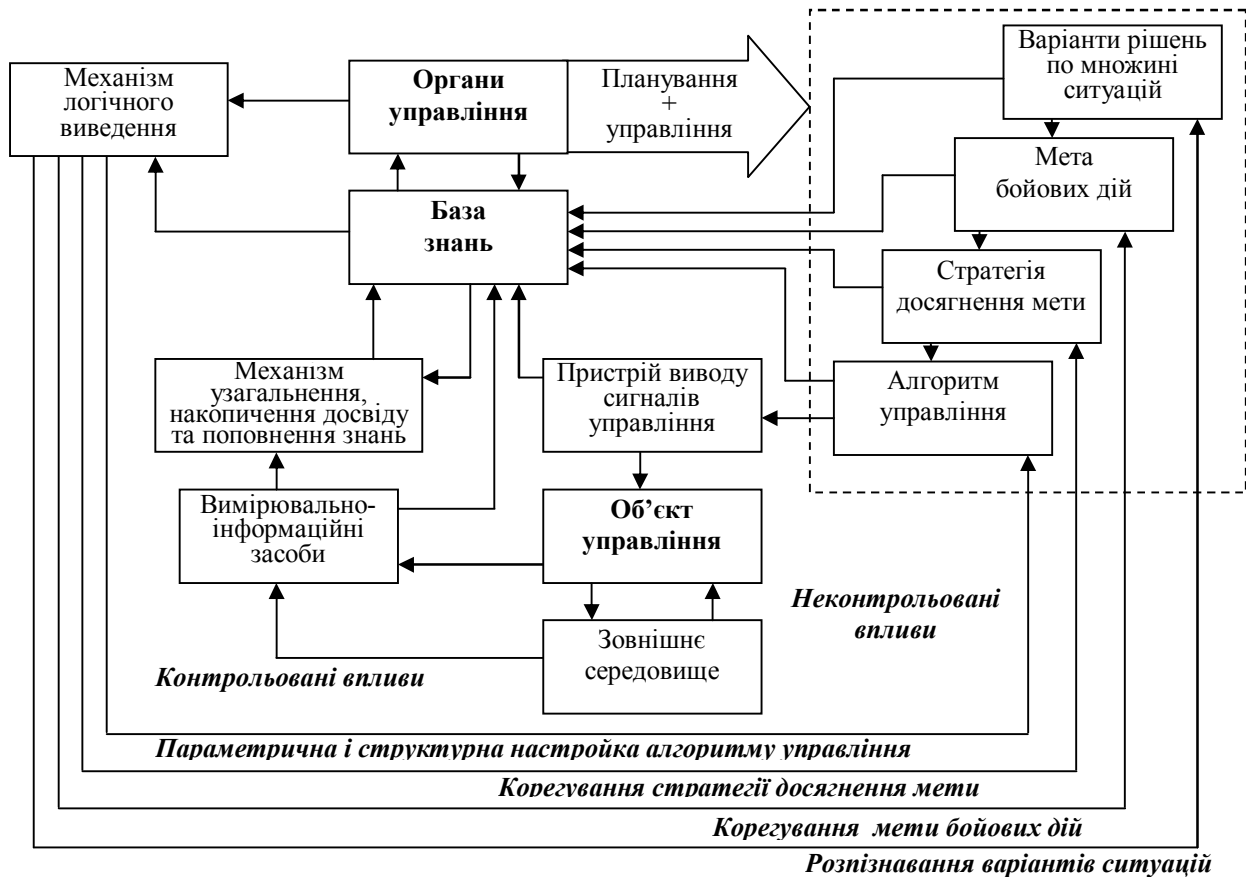 Механізм
логічного
виведення
Органи
управління
Планування
+
управління
Варіанти рішень
по множині
ситуацій
Мета
бойових дій
База
знань
Стратегія
досягнення мети
Механізм
узагальнення,
накопичення досвіду
та поповнення знань
Пристрій виводу
сигналів
управління
Алгоритм
управління
Вимірювально-
інформаційні
засоби
Об’єкт
управління
Неконтрольовані
впливи
Зовнішнє
середовище
Контрольовані впливи
Параметрична і структурна настройка алгоритму управління
Корегування стратегії досягнення мети
Корегування мети бойових дій
Розпізнавання варіантів ситуацій